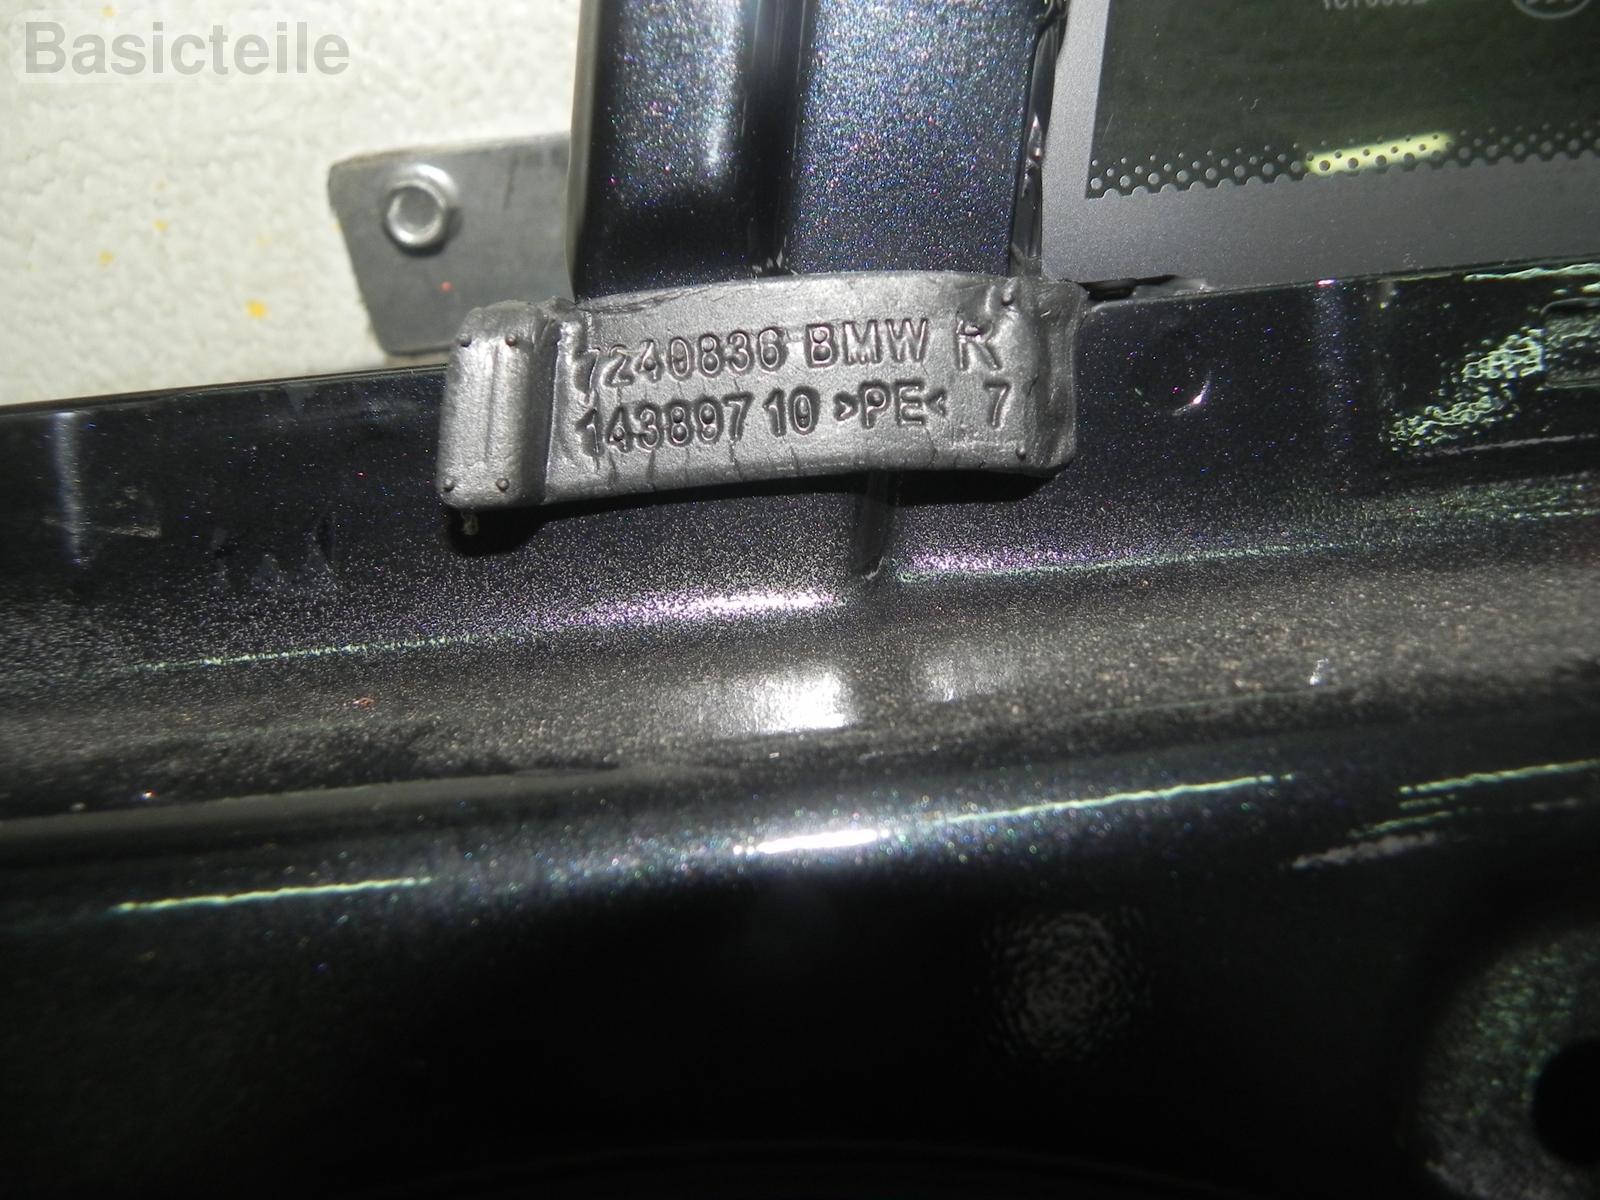 Basicteile
7240836 BMW R
14389710 >PE< 7